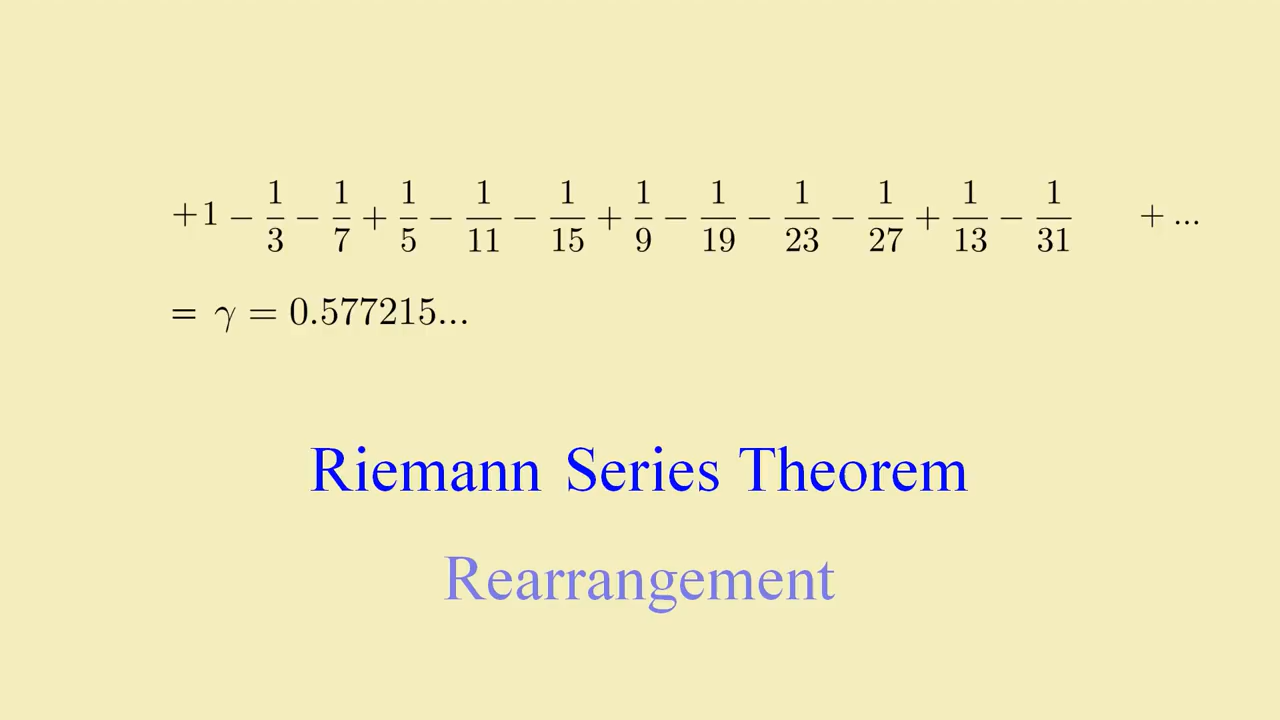 +1 − 1/3 − 1/7 + 1/5 − 1/11 − 1/15 + 1/9 − 1/19 − 1/23 − 1/27 + 1/13 − 1/31 + ...
= γ = 0.577215...
Riemann Series Theorem
Rearrangement